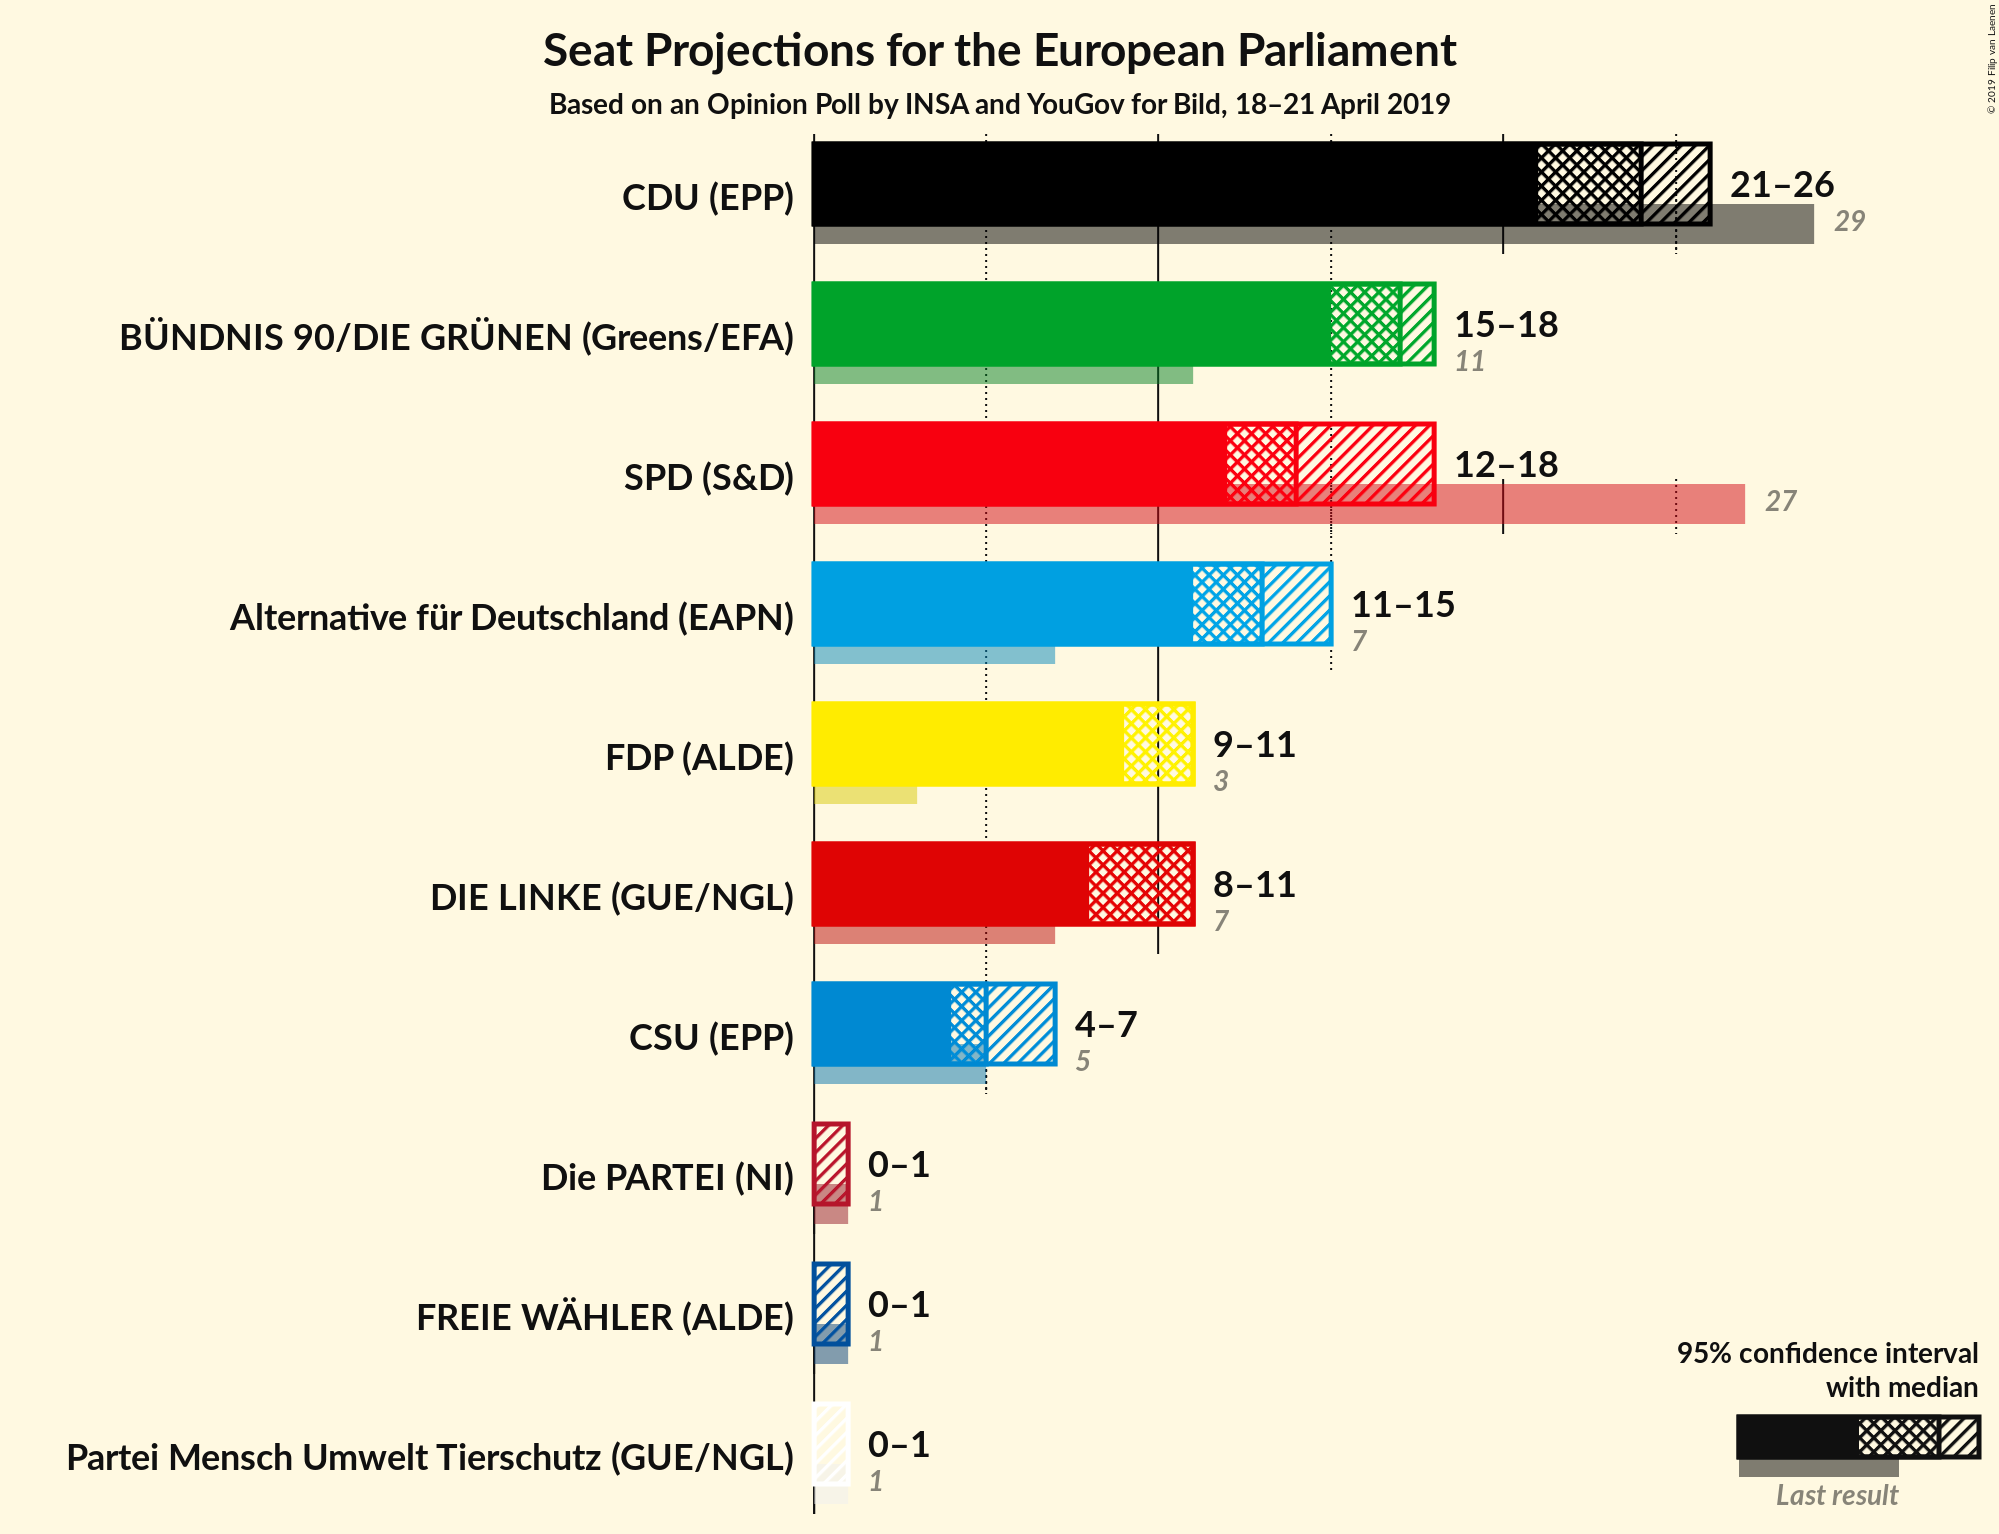 Seat Projections for the European Parliament
Based on an Opinion Poll by INSA and YouGov for Bild, 18–21 April 2019
© 2019 Filip van Laenen
CDU (EPP)
21–26
29
BÜNDNIS 90/DIE GRÜNEN (Greens/EFA)
15–18
11
SPD (S&D)
12–18
27
Alternative für Deutschland (EAPN)
11–15
7
FDP (ALDE)
9–11
3
DIE LINKE (GUE/NGL)
8–11
7
CSU (EPP)
4–7
5
Die PARTEI (NI)
0–1
1
FREIE WÄHLER (ALDE)
0–1
1
Partei Mensch Umwelt Tierschutz (GUE/NGL)
0–1
1
95% confidence interval
with median
Last result